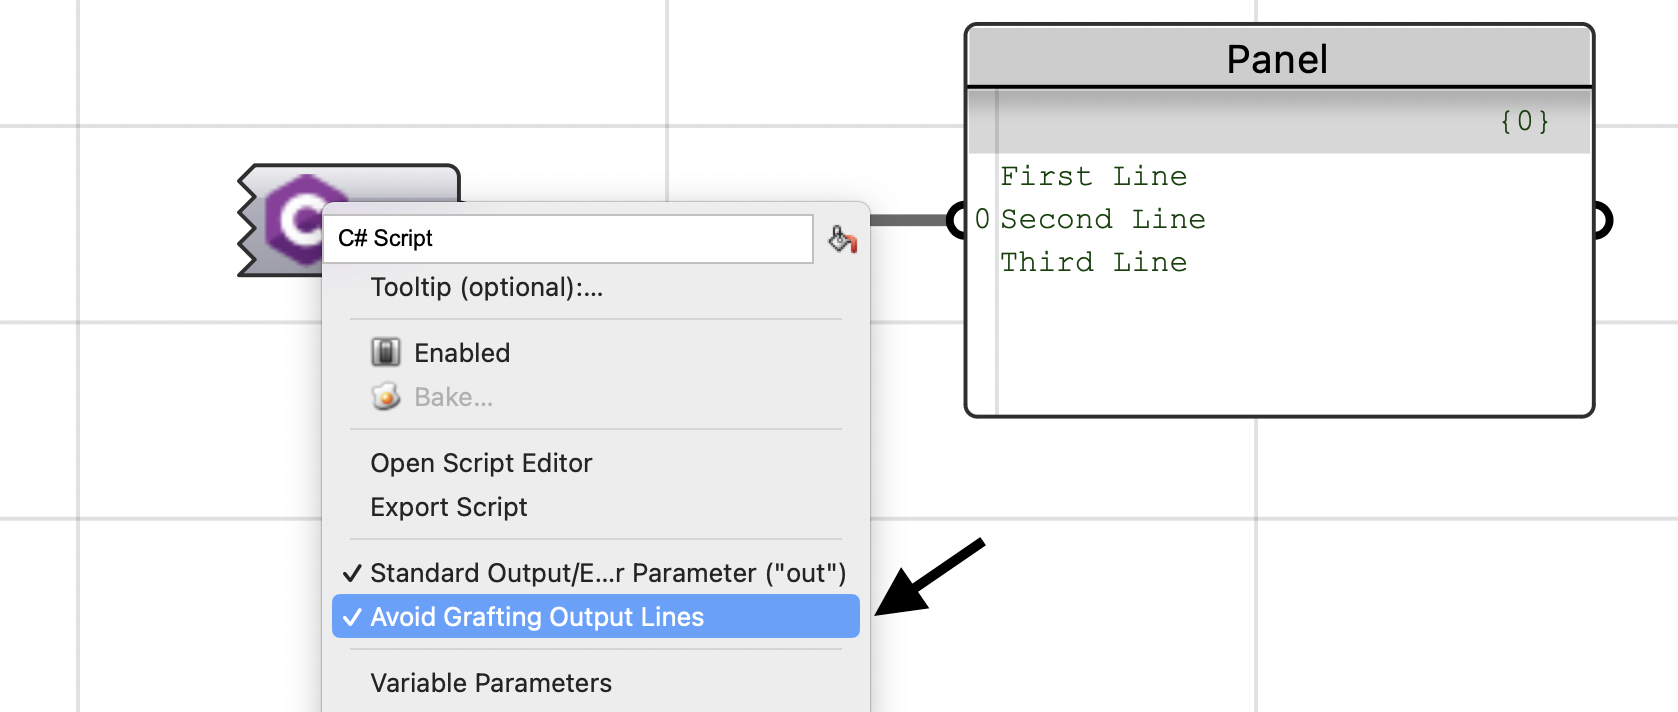 Panel
{0}
First Line
0 Second Line
Third Line
C
C# Script
Tooltip (optional):...
Enabled
Bake...
Open Script Editor
Export Script
✓ Standard Output/E...r Parameter ("out")
✓ Avoid Grafting Output Lines
Variable Parameters